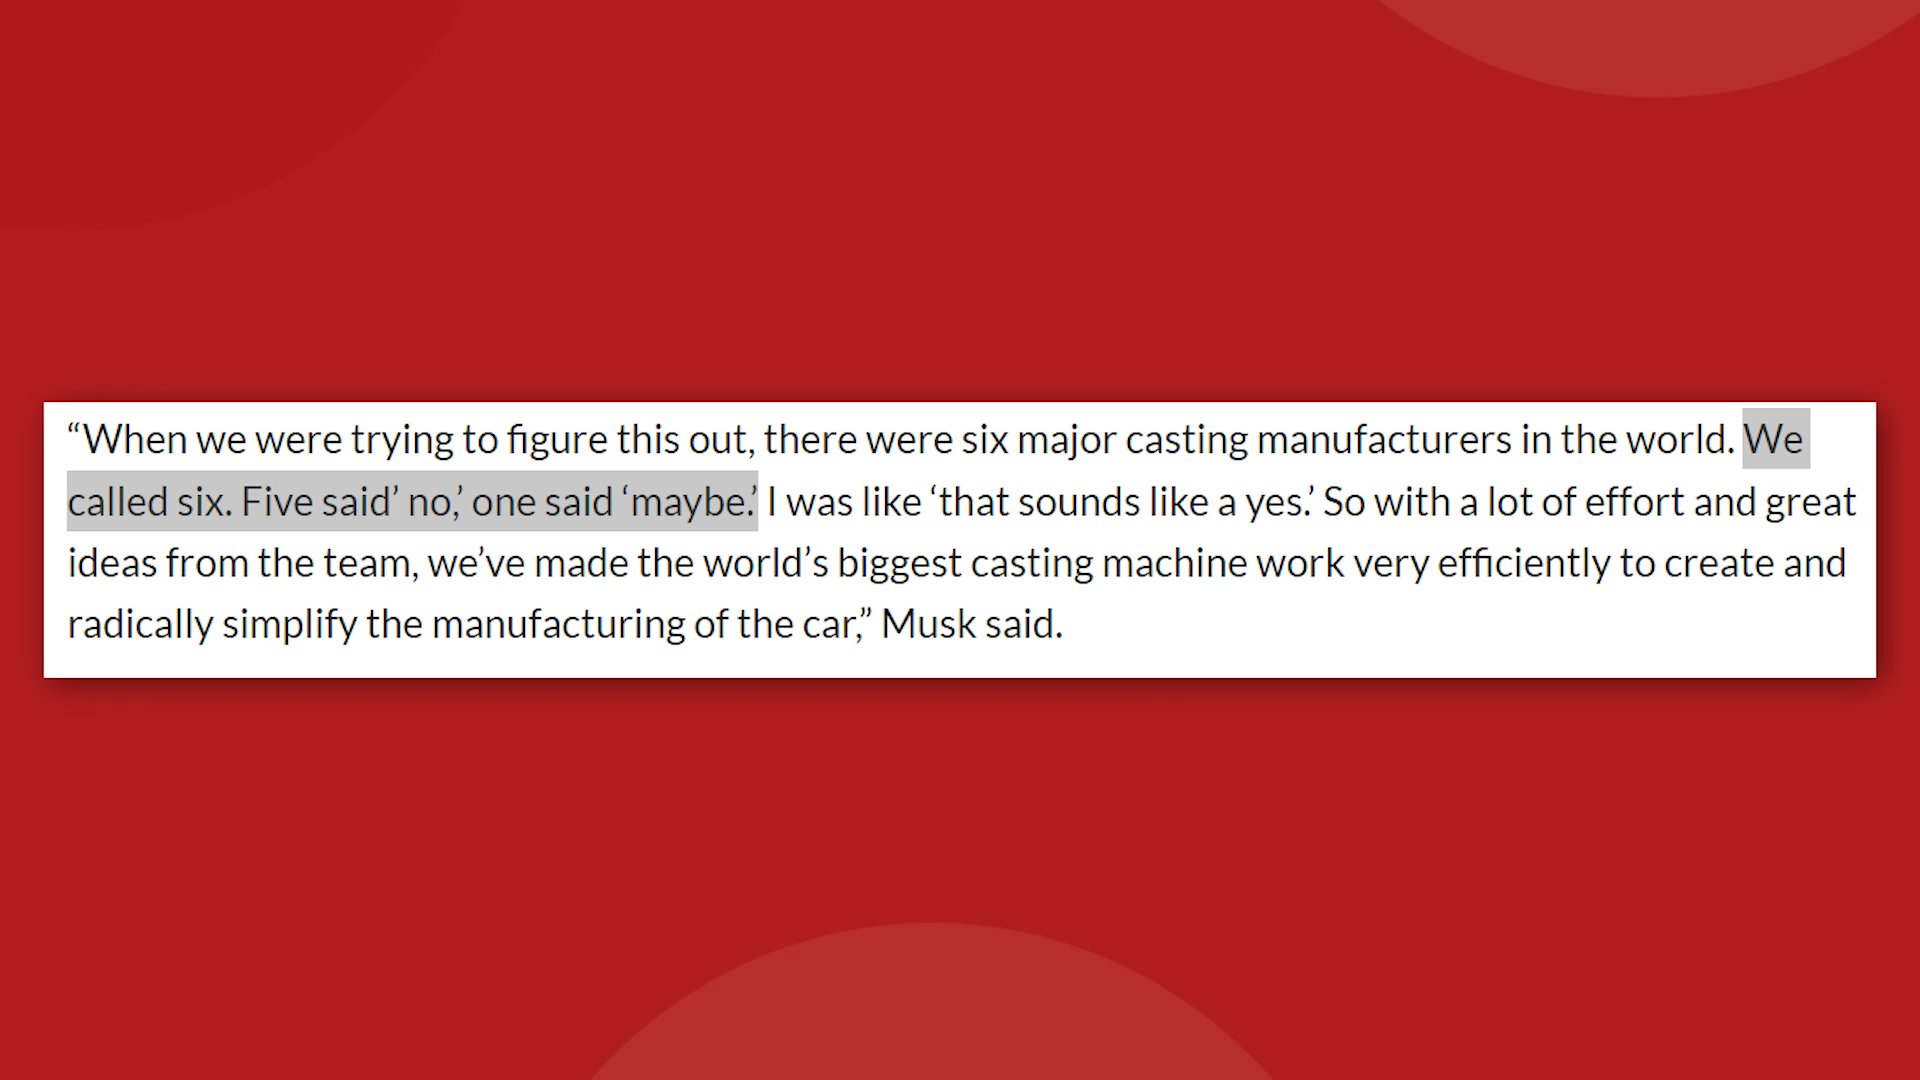 “When we were trying to figure this out, there were six major casting manufacturers in the world. We
called six. Five said’ no,’ one said ‘maybe.’ I was like ‘that sounds like a yes.’ So with a lot of effort and great
ideas from the team, we’ve made the world’s biggest casting machine work very efficiently to create and
radically simplify the manufacturing of the car,” Musk said.